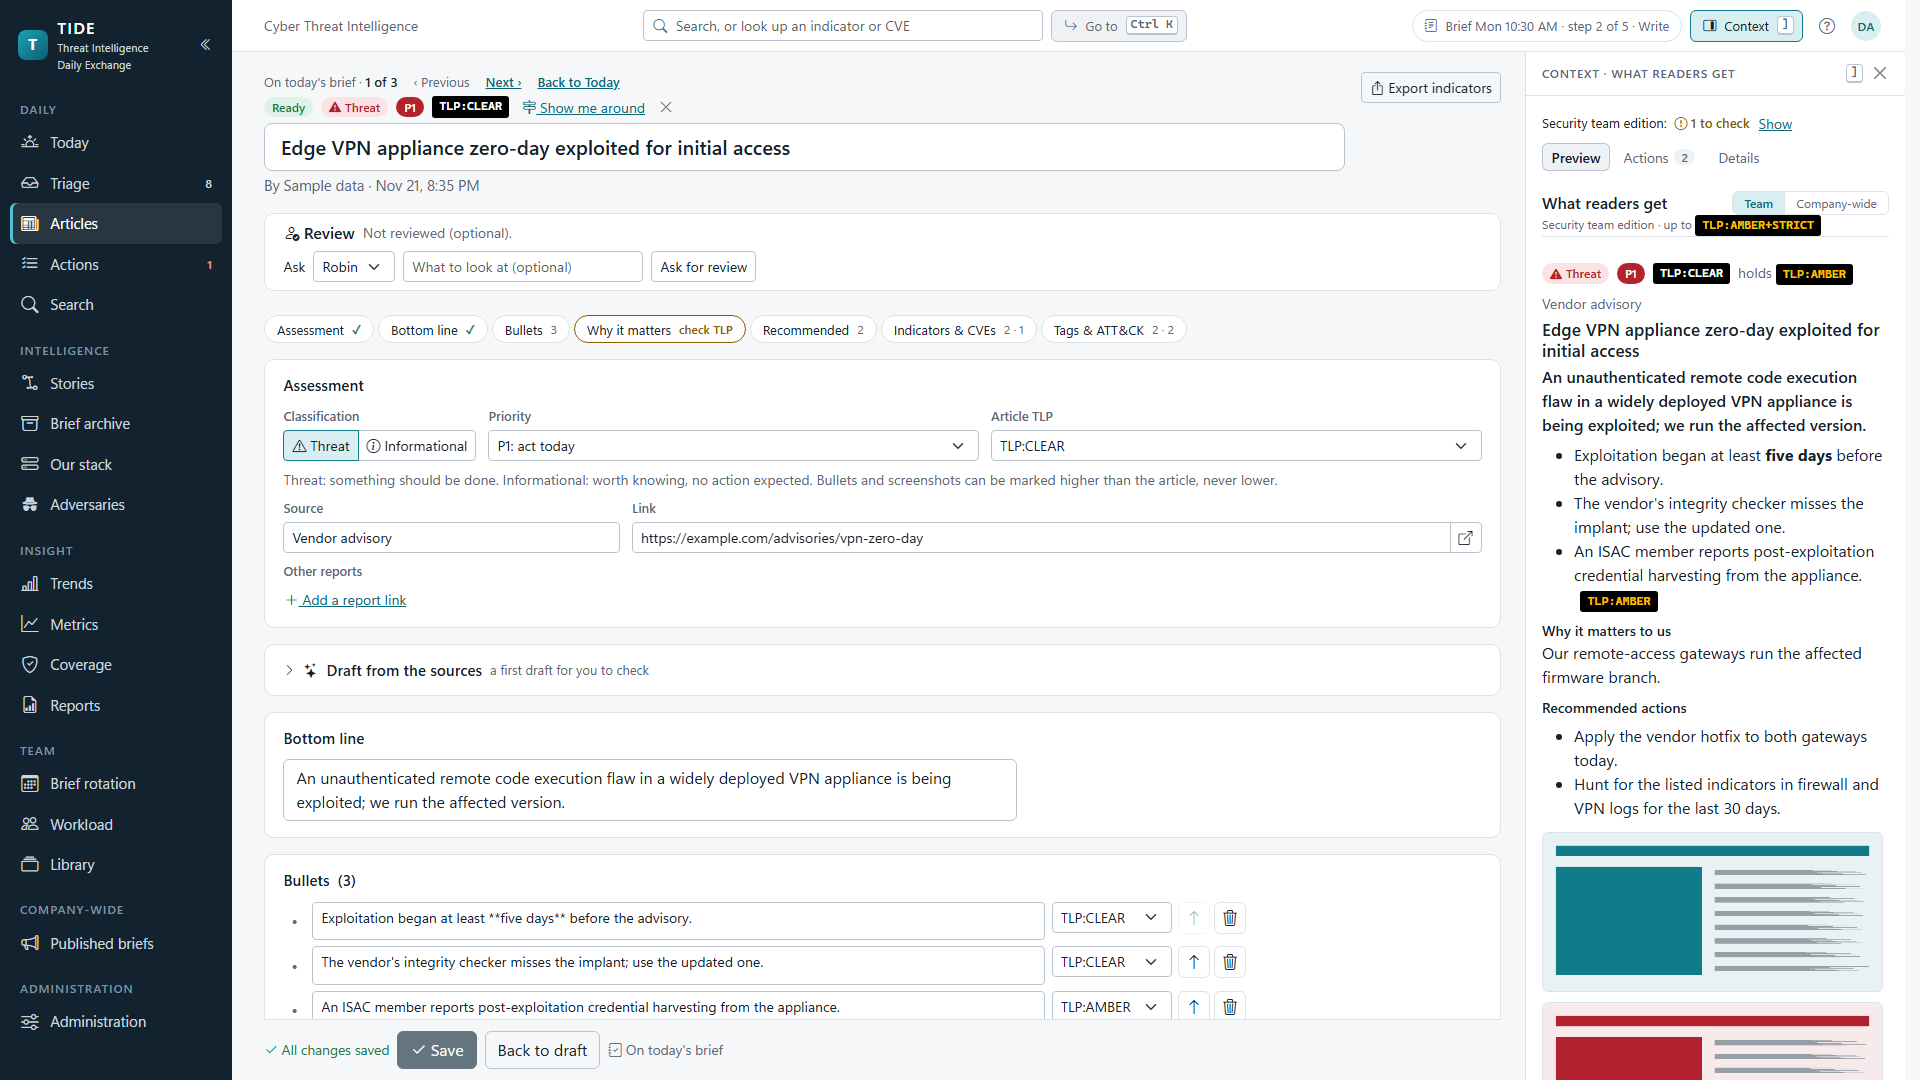 T
TIDE
Threat Intelligence
Daily Exchange
DAILY
Today
Triage 8
Articles
Actions 1
Search
INTELLIGENCE
Stories
Brief archive
Our stack
Adversaries
INSIGHT
Trends
Metrics
Coverage
Reports
TEAM
Brief rotation
Workload
Library
COMPANY-WIDE
Published briefs
ADMINISTRATION
Administration
Cyber Threat Intelligence
Search, or look up an indicator or CVE
Go to Ctrl K
Brief Mon 10:30 AM · step 2 of 5 · Write
Context ]
DA
On today's brief · 1 of 3 ‹ Previous Next › Back to Today
Export indicators
Ready Threat P1 TLP:CLEAR Show me around
Edge VPN appliance zero-day exploited for initial access
By Sample data · Nov 21, 8:35 PM
Review Not reviewed (optional).
Ask Robin What to look at (optional) Ask for review
Assessment Bottom line Bullets 3 Why it matters check TLP Recommended 2 Indicators & CVEs 2 · 1 Tags & ATT&CK 2 · 2
Assessment
Classification Priority Article TLP
Threat Informational P1: act today TLP:CLEAR
Threat: something should be done. Informational: worth knowing, no action expected. Bullets and screenshots can be marked higher than the article, never lower.
Source Link
Vendor advisory https://example.com/advisories/vpn-zero-day
Other reports
+ Add a report link
Draft from the sources a first draft for you to check
Bottom line
An unauthenticated remote code execution flaw in a widely deployed VPN appliance is being
exploited; we run the affected version.
Bullets (3)
• Exploitation began at least **five days** before the advisory. TLP:CLEAR
• The vendor's integrity checker misses the implant; use the updated one. TLP:CLEAR
• An ISAC member reports post-exploitation credential harvesting from the appliance. TLP:AMBER
All changes saved Save Back to draft On today's brief
CONTEXT · WHAT READERS GET ]
Security team edition: 1 to check Show
Preview Actions 2 Details
What readers get Team Company-wide
Security team edition · up to TLP:AMBER+STRICT
Threat P1 TLP:CLEAR holds TLP:AMBER
Vendor advisory
Edge VPN appliance zero-day exploited for
initial access
An unauthenticated remote code execution
flaw in a widely deployed VPN appliance is
being exploited; we run the affected version.
• Exploitation began at least five days before
the advisory.
• The vendor's integrity checker misses the
implant; use the updated one.
• An ISAC member reports post-exploitation
credential harvesting from the appliance.
TLP:AMBER
Why it matters to us
Our remote-access gateways run the affected
firmware branch.
Recommended actions
• Apply the vendor hotfix to both gateways
today.
• Hunt for the listed indicators in firewall and
VPN logs for the last 30 days.